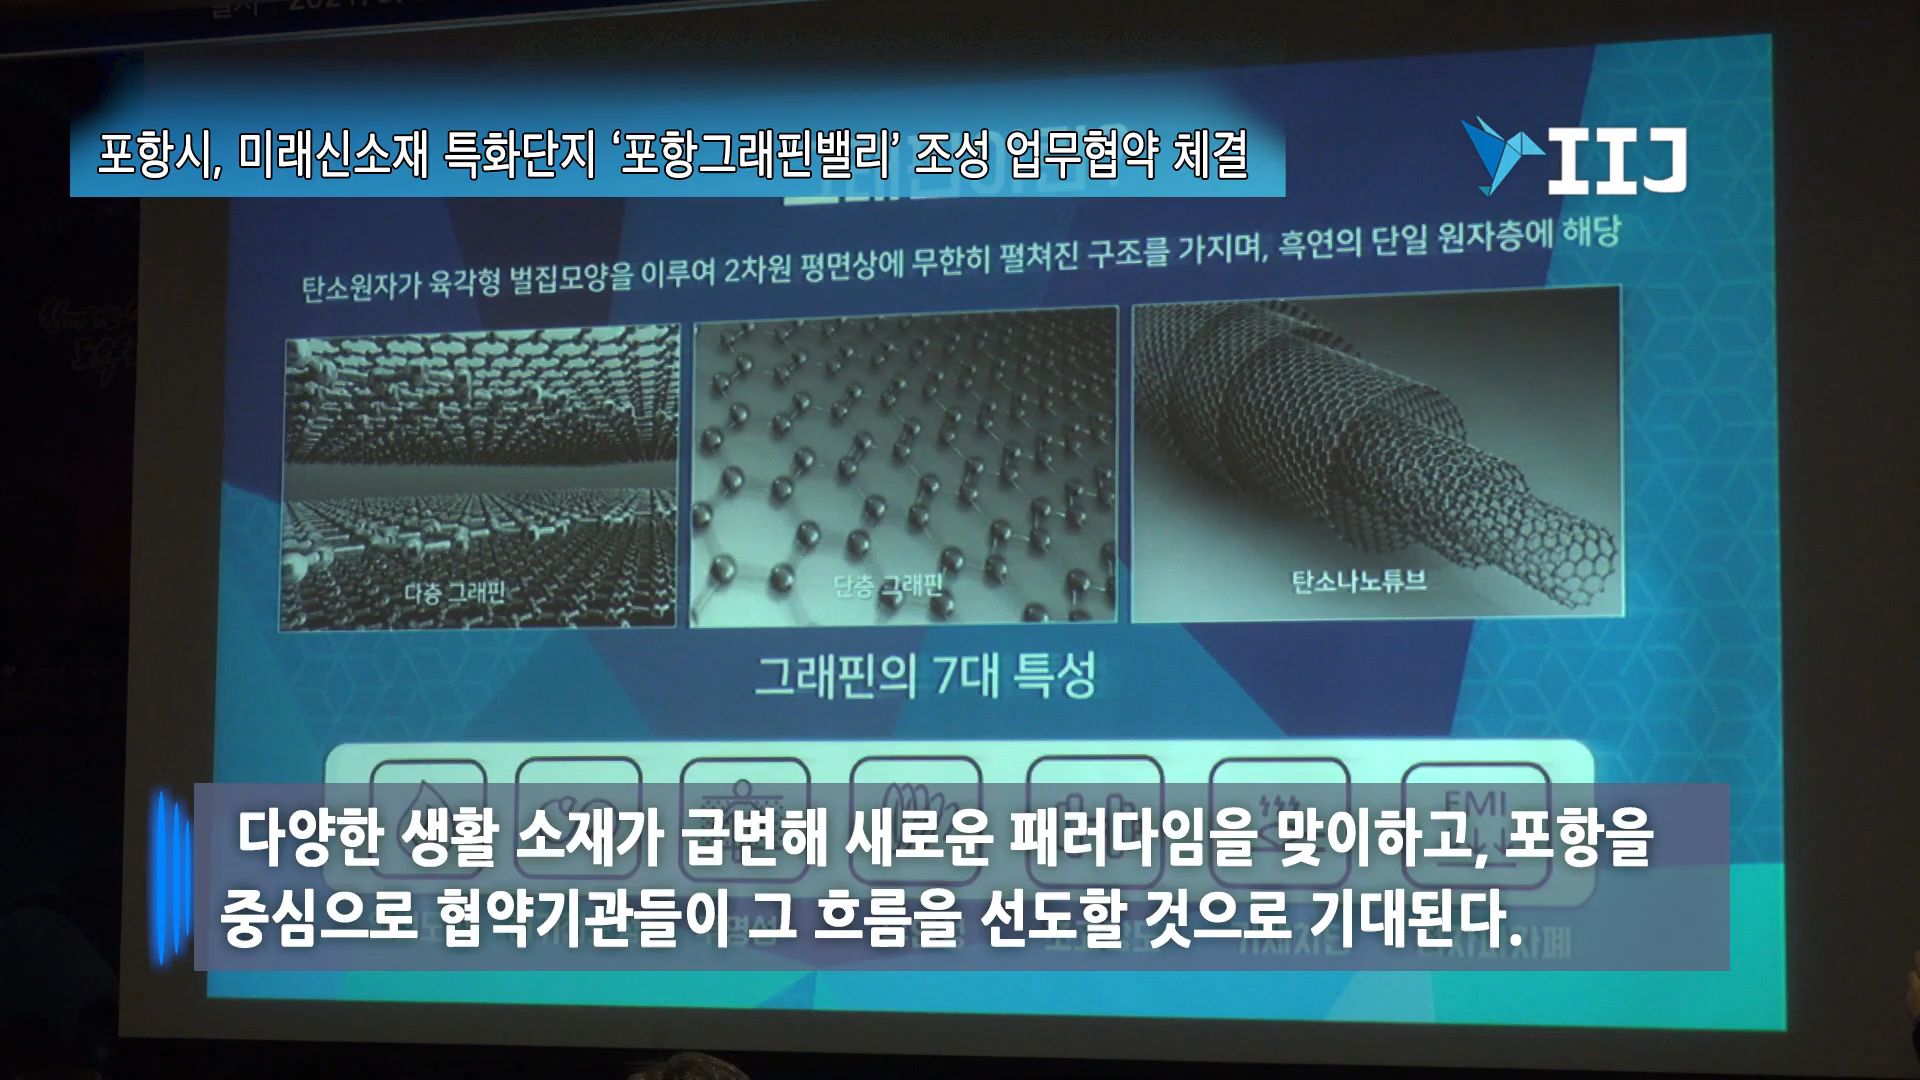 포항시, 미래신소재 특화단지 ‘포항그래핀밸리’ 조성 업무협약 체결
IIJ
탄소원자가 육각형 벌집모양을 이루어 2차원 평면상에 무한히 펼쳐진 구조를 가지며, 흑연의 단일 원자층에 해당
다층 그래핀
단층 그래핀
탄소나노튜브
그래핀의 7대 특성
EMI
다양한 생활 소재가 급변해 새로운 패러다임을 맞이하고, 포항을
중심으로 협약기관들이 그 흐름을 선도할 것으로 기대된다.